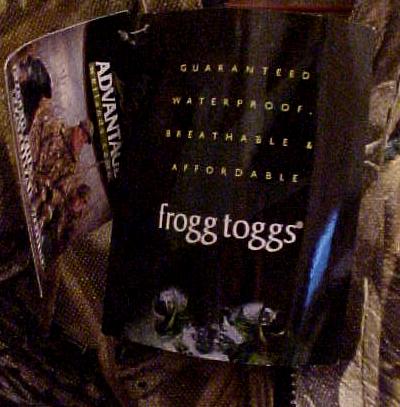 GUARANTEED
WATERPROOF,
BREATHABLE &
AFFORDABLE
frogg toggs®
ADVANTAGE